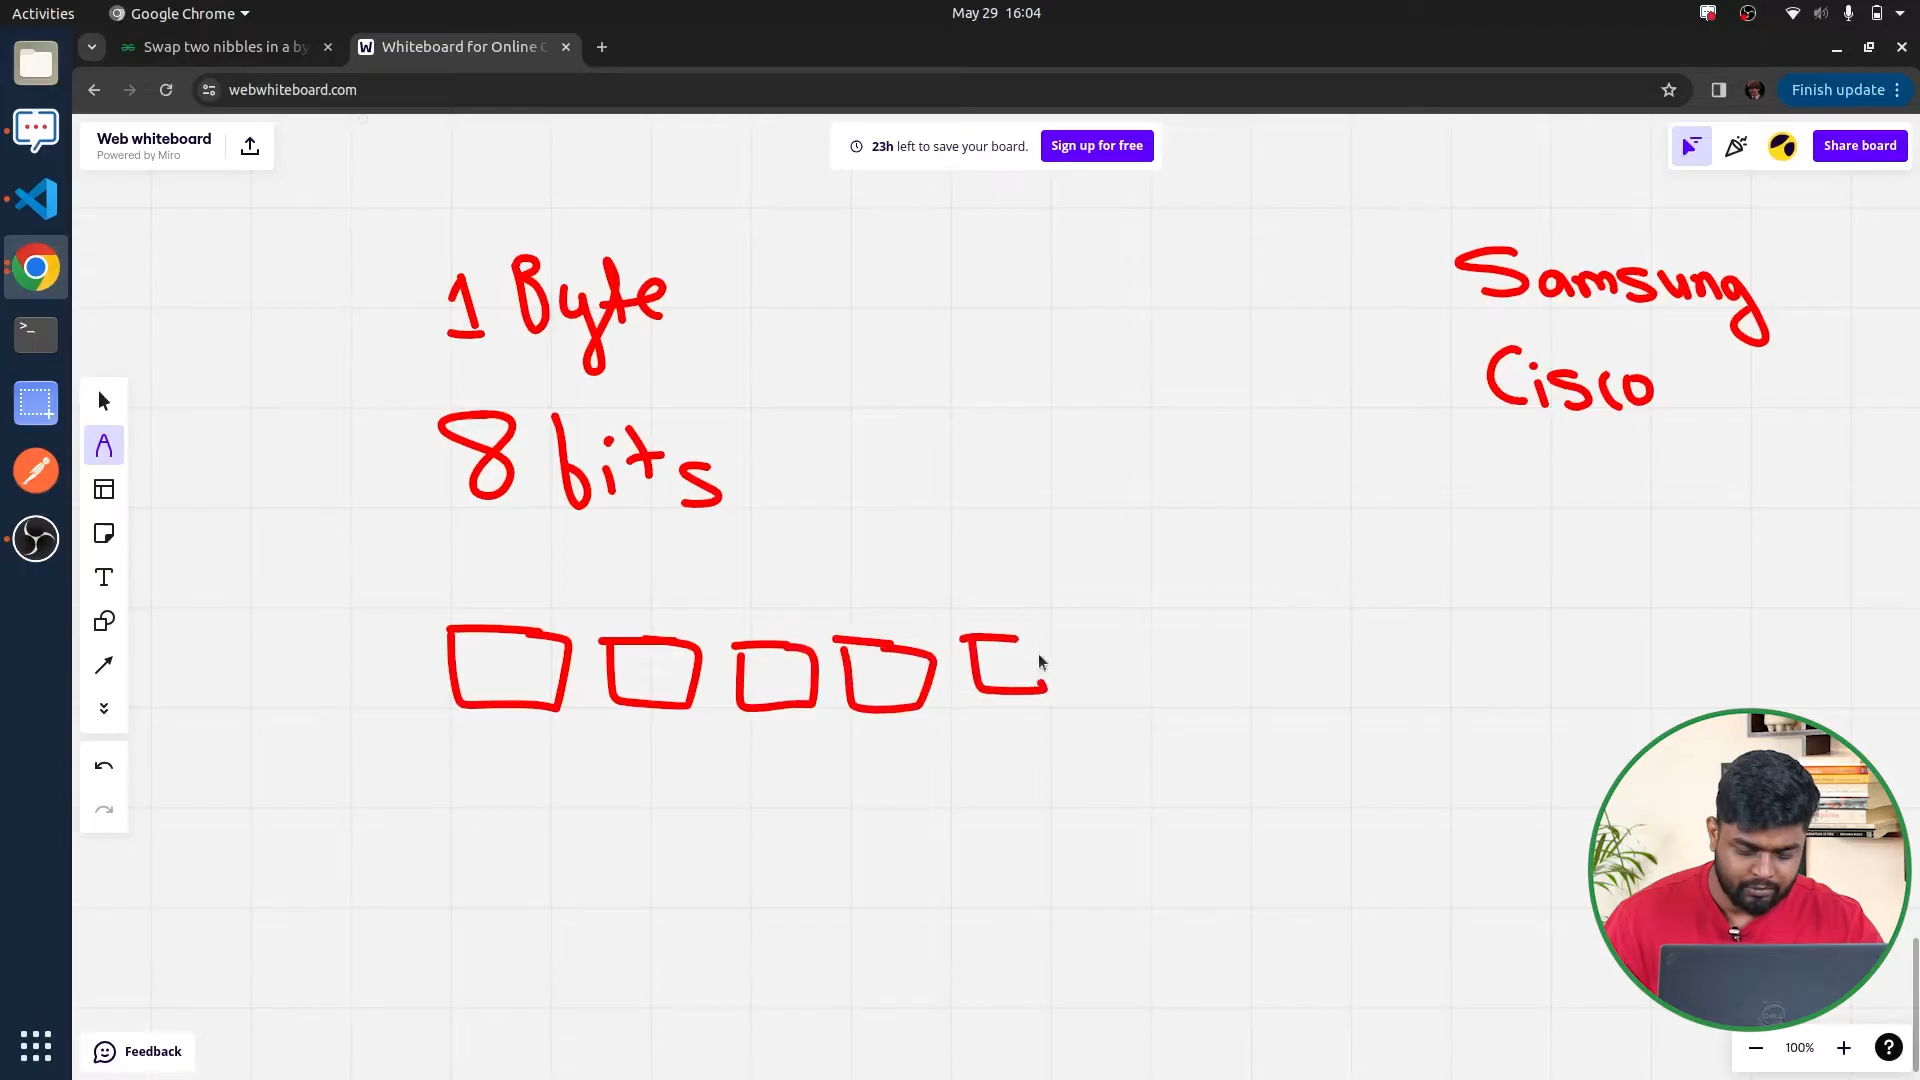 Activities Google Chrome May 29 16:04
Swap two nibbles in a by Whiteboard for Online C
webwhiteboard.com Finish update
Web whiteboard
Powered by Miro
23h left to save your board. Sign up for free
Share board
1 Byte
8 bits
Samsung
Cisco
Feedback
100%